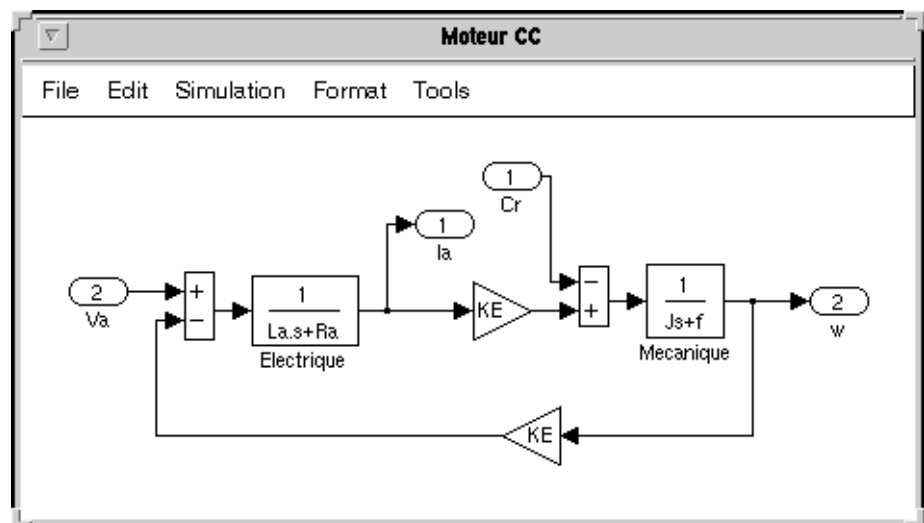 Moteur CC
File Edit Simulation Format Tools
1
Cr
1
Ia
2
Va
+
−
1
La.s+Ra
Electrique
KE
−
+
1
Js+f
Mecanique
2
w
KE